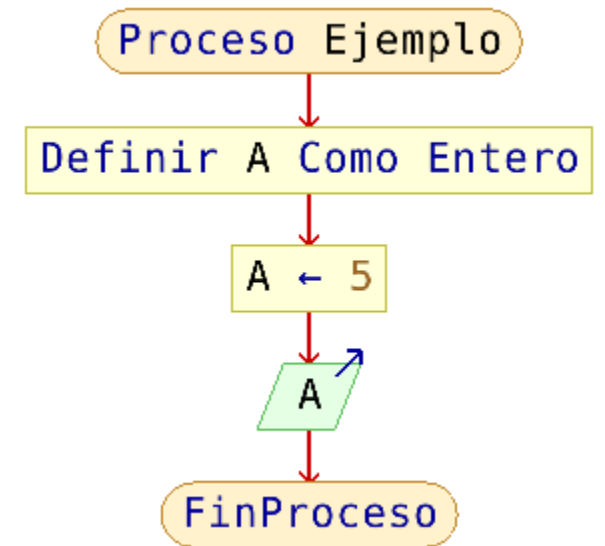 Proceso Ejemplo
Definir A Como Entero
A ← 5
A
FinProceso